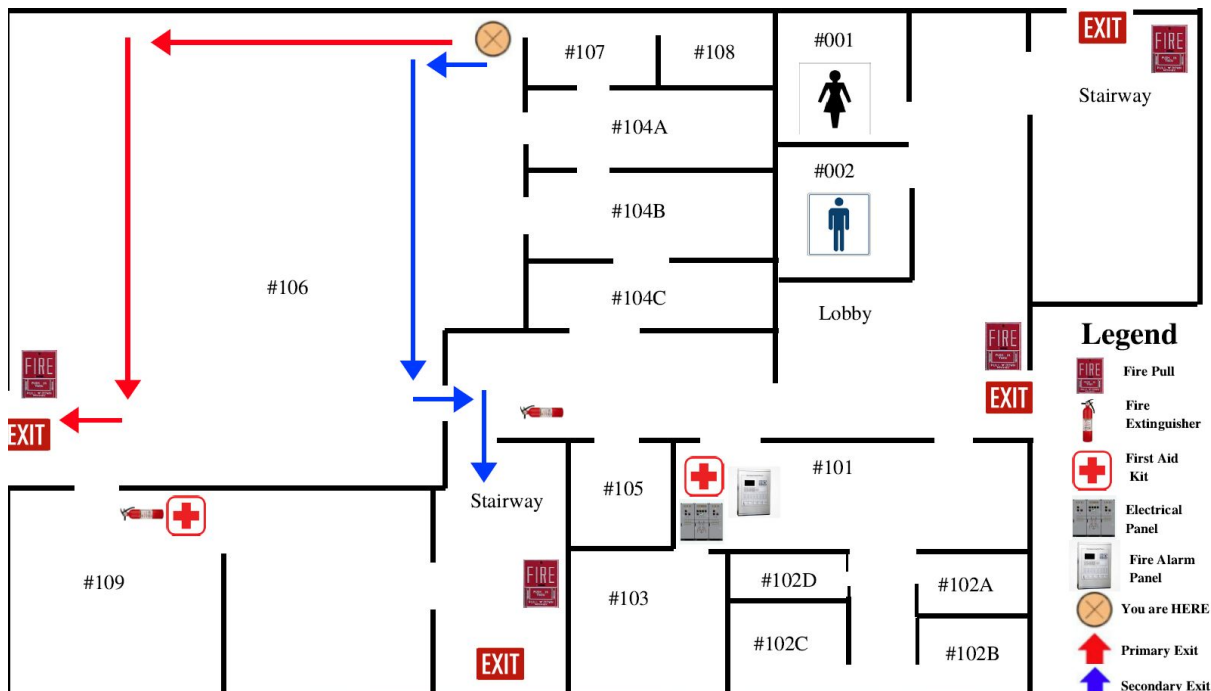 #107
#108
#001
EXIT
FIRE
Stairway
#104A
#002
#104B
#106
#104C
Lobby
FIRE
FIRE
EXIT
EXIT
Legend
FIRE
Fire Pull
Fire
Extinguisher
First Aid
Kit
Electrical
Panel
Fire Alarm
Panel
You are HERE
Primary Exit
Secondary Exit
#101
#105
Stairway
#109
FIRE
#103
#102D
#102A
#102C
#102B
EXIT